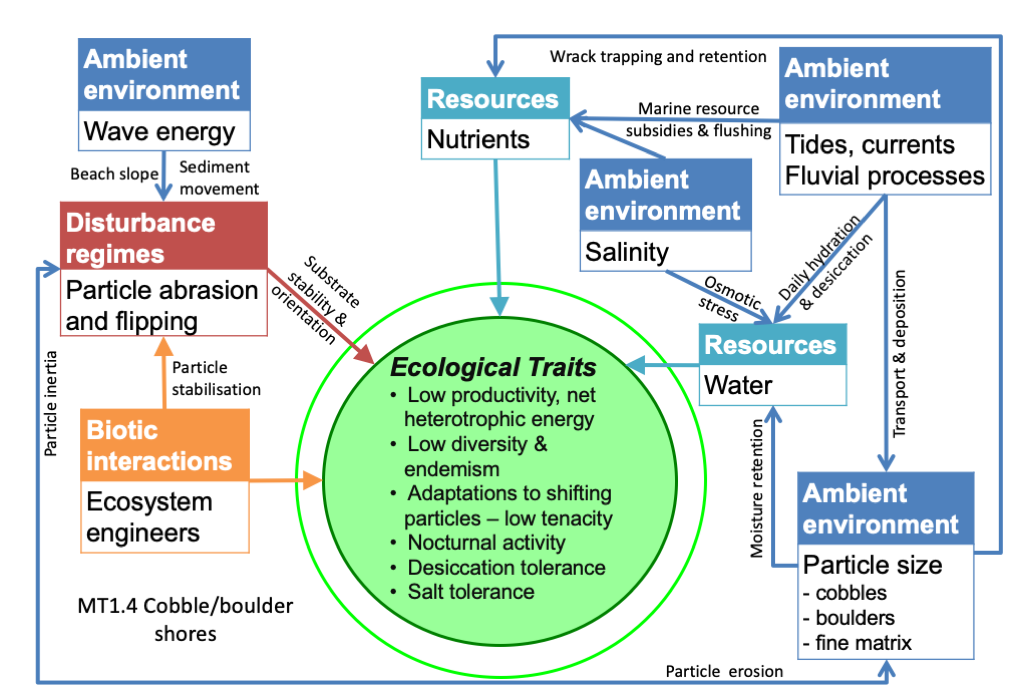 Ambient
environment
Wave energy
Beach slope
Sediment
movement
Disturbance
regimes
Particle abrasion
and flipping
Substrate
stability &
orientation
Particle inertia
Particle
stabilisation
Biotic
interactions
Ecosystem
engineers
MT1.4 Cobble/boulder
shores
Wrack trapping and retention
Resources
Nutrients
Marine resource
subsidies & flushing
Ambient
environment
Tides, currents
Fluvial processes
Ambient
environment
Salinity
Osmotic
stress
Daily hydration
& desiccation
Transport & deposition
Resources
Water
Moisture retention
Ambient
environment
Particle size
- cobbles
- boulders
- fine matrix
Particle erosion
Ecological Traits
• Low productivity, net
heterotrophic energy
• Low diversity &
endemism
• Adaptations to shifting
particles – low tenacity
• Nocturnal activity
• Desiccation tolerance
• Salt tolerance